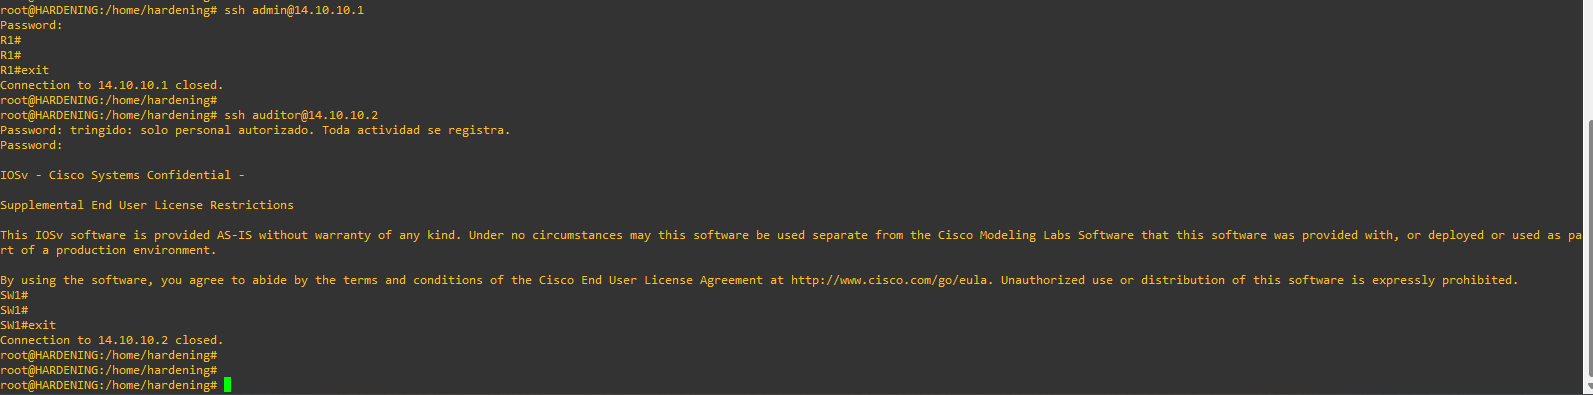 root@HARDENING:/home/hardening# ssh admin@14.10.10.1
Password:
R1#
R1#
R1#exit
Connection to 14.10.10.1 closed.
root@HARDENING:/home/hardening#
root@HARDENING:/home/hardening# ssh auditor@14.10.10.2
Password: tringido: solo personal autorizado. Toda actividad se registra.
Password:
IOSv - Cisco Systems Confidential -
Supplemental End User License Restrictions
This IOSv software is provided AS-IS without warranty of any kind. Under no circumstances may this software be used separate from the Cisco Modeling Labs Software that this software was provided with, or deployed or used as pa
rt of a production environment.
By using the software, you agree to abide by the terms and conditions of the Cisco End User License Agreement at http://www.cisco.com/go/eula. Unauthorized use or distribution of this software is expressly prohibited.
SW1#
SW1#
SW1#exit
Connection to 14.10.10.2 closed.
root@HARDENING:/home/hardening#
root@HARDENING:/home/hardening#
root@HARDENING:/home/hardening#